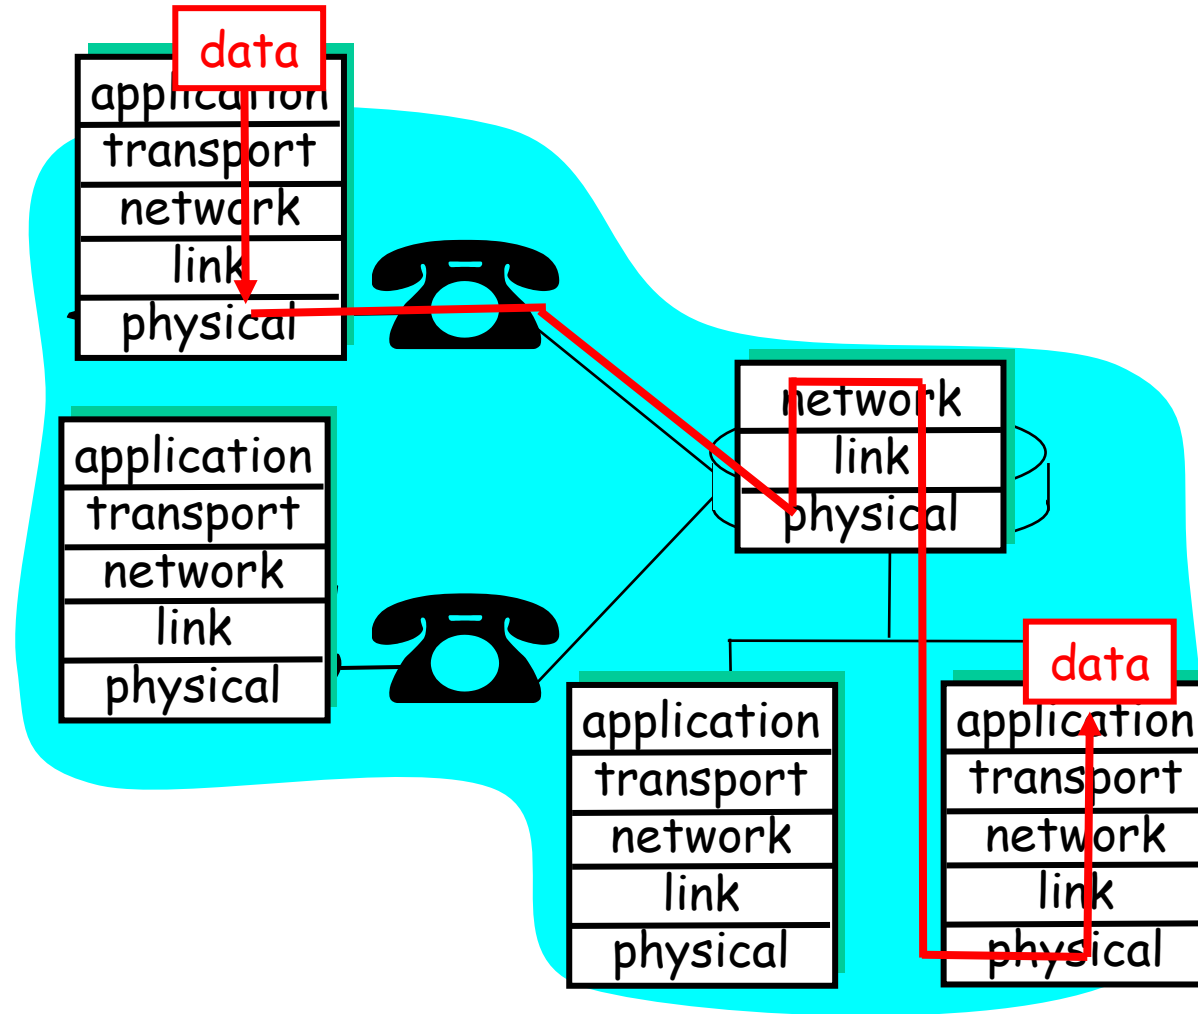 data
application
transport
network
link
physical
application
transport
network
link
physical
network
link
physical
application
transport
network
link
physical
data
application
transport
network
link
physical